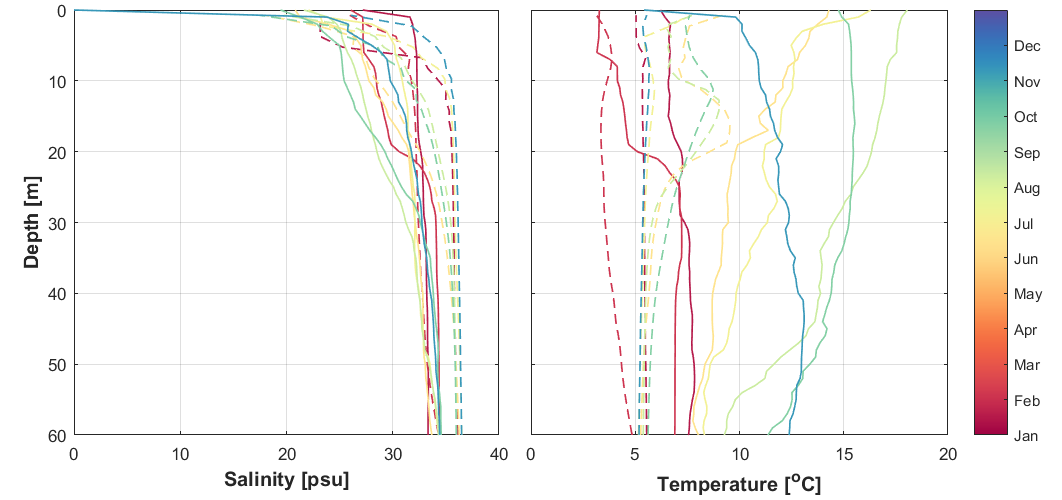 0
10
20
30
40
50
60
Depth [m]
0 10 20 30 40
Salinity [psu]
0 5 10 15 20
Temperature [oC]
Dec
Nov
Oct
Sep
Aug
Jul
Jun
May
Apr
Mar
Feb
Jan